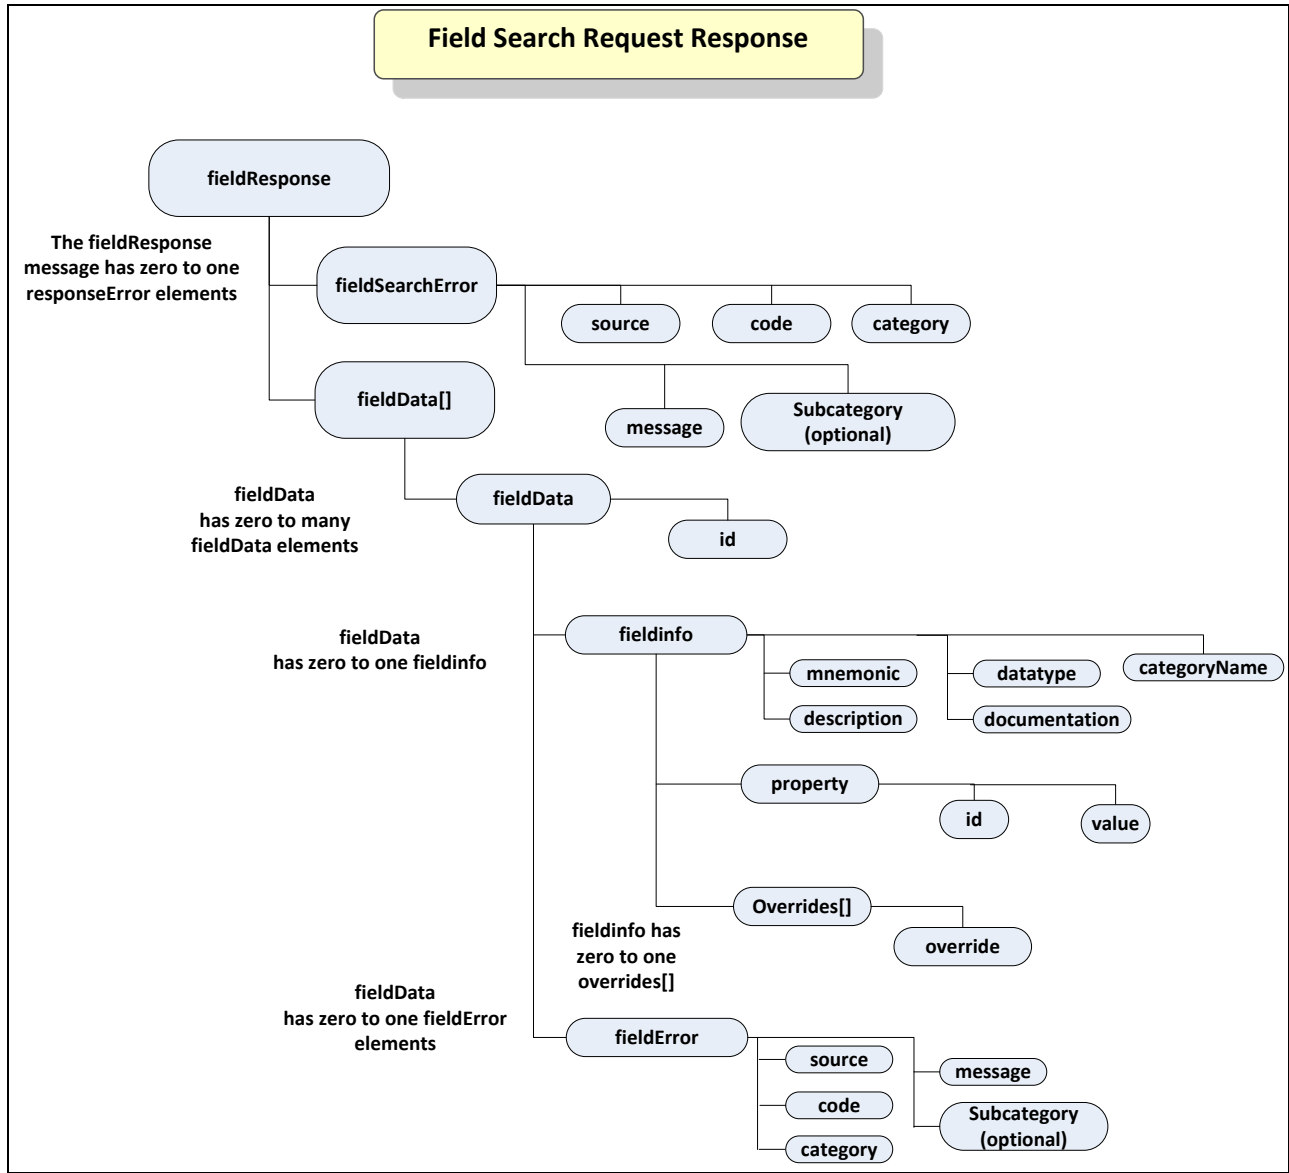 Field Search Request Response
fieldResponse
The fieldResponse
message has zero to one
responseError elements
fieldSearchError
source
code
category
fieldData[]
message
Subcategory
(optional)
fieldData
has zero to many
fieldData elements
fieldData
id
fieldData
has zero to one fieldinfo
fieldinfo
mnemonic
datatype
categoryName
description
documentation
property
id
value
Overrides[]
override
fieldinfo has
zero to one
overrides[]
fieldData
has zero to one fieldError
elements
fieldError
source
message
code
Subcategory
(optional)
category